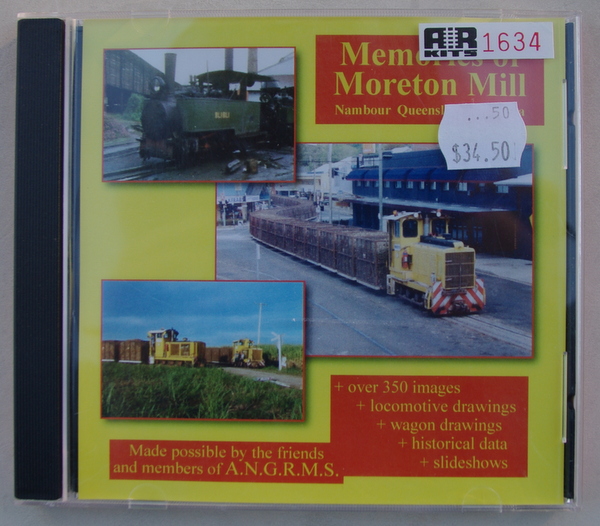 AR KITS 1634
Memories of
Moreton Mill
Nambour
...50
$34.50
+ over 350 images
+ locomotive drawings
+ wagon drawings
+ historical data
+ slideshows
Made possible by the friends
and members of A.N.G.R.M.S.